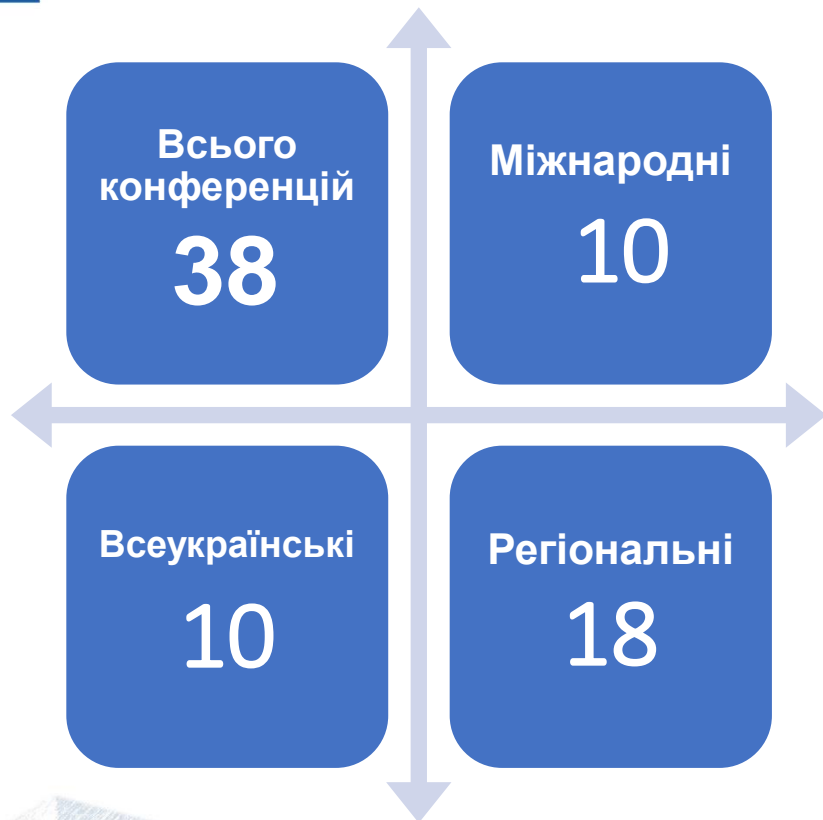 Всього
конференцій
38
Міжнародні
10
Всеукраїнські
10
Регіональні
18